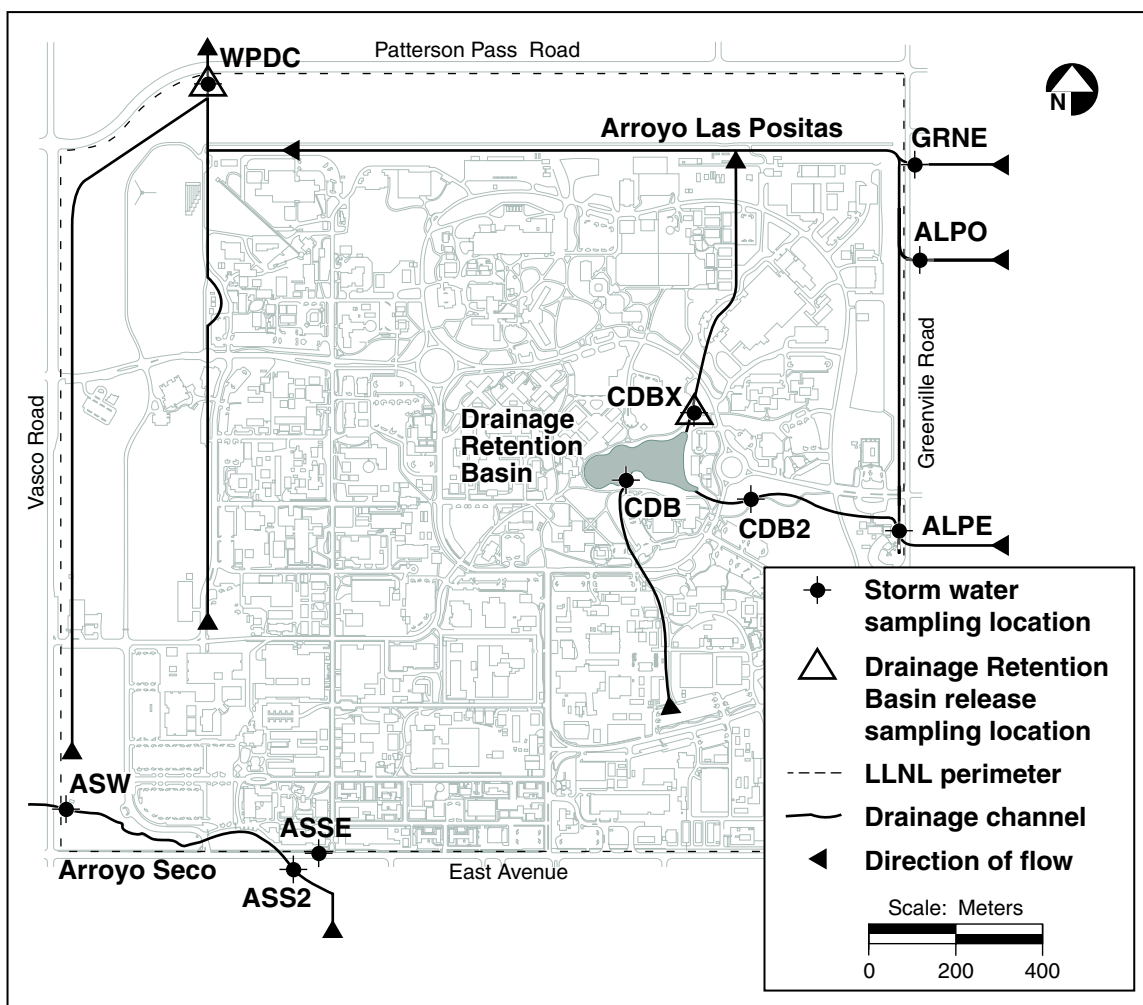 Patterson Pass Road
WPDC
N
Arroyo Las Positas
GRNE
ALPO
Greenville Road
Vasco Road
CDBX
Drainage
Retention
Basin
CDB
CDB2
ALPE
ASW
ASSE
Arroyo Seco
ASS2
East Avenue
Storm water
sampling location
Drainage Retention
Basin release
sampling location
LLNL perimeter
Drainage channel
Direction of flow
Scale: Meters
0 200 400